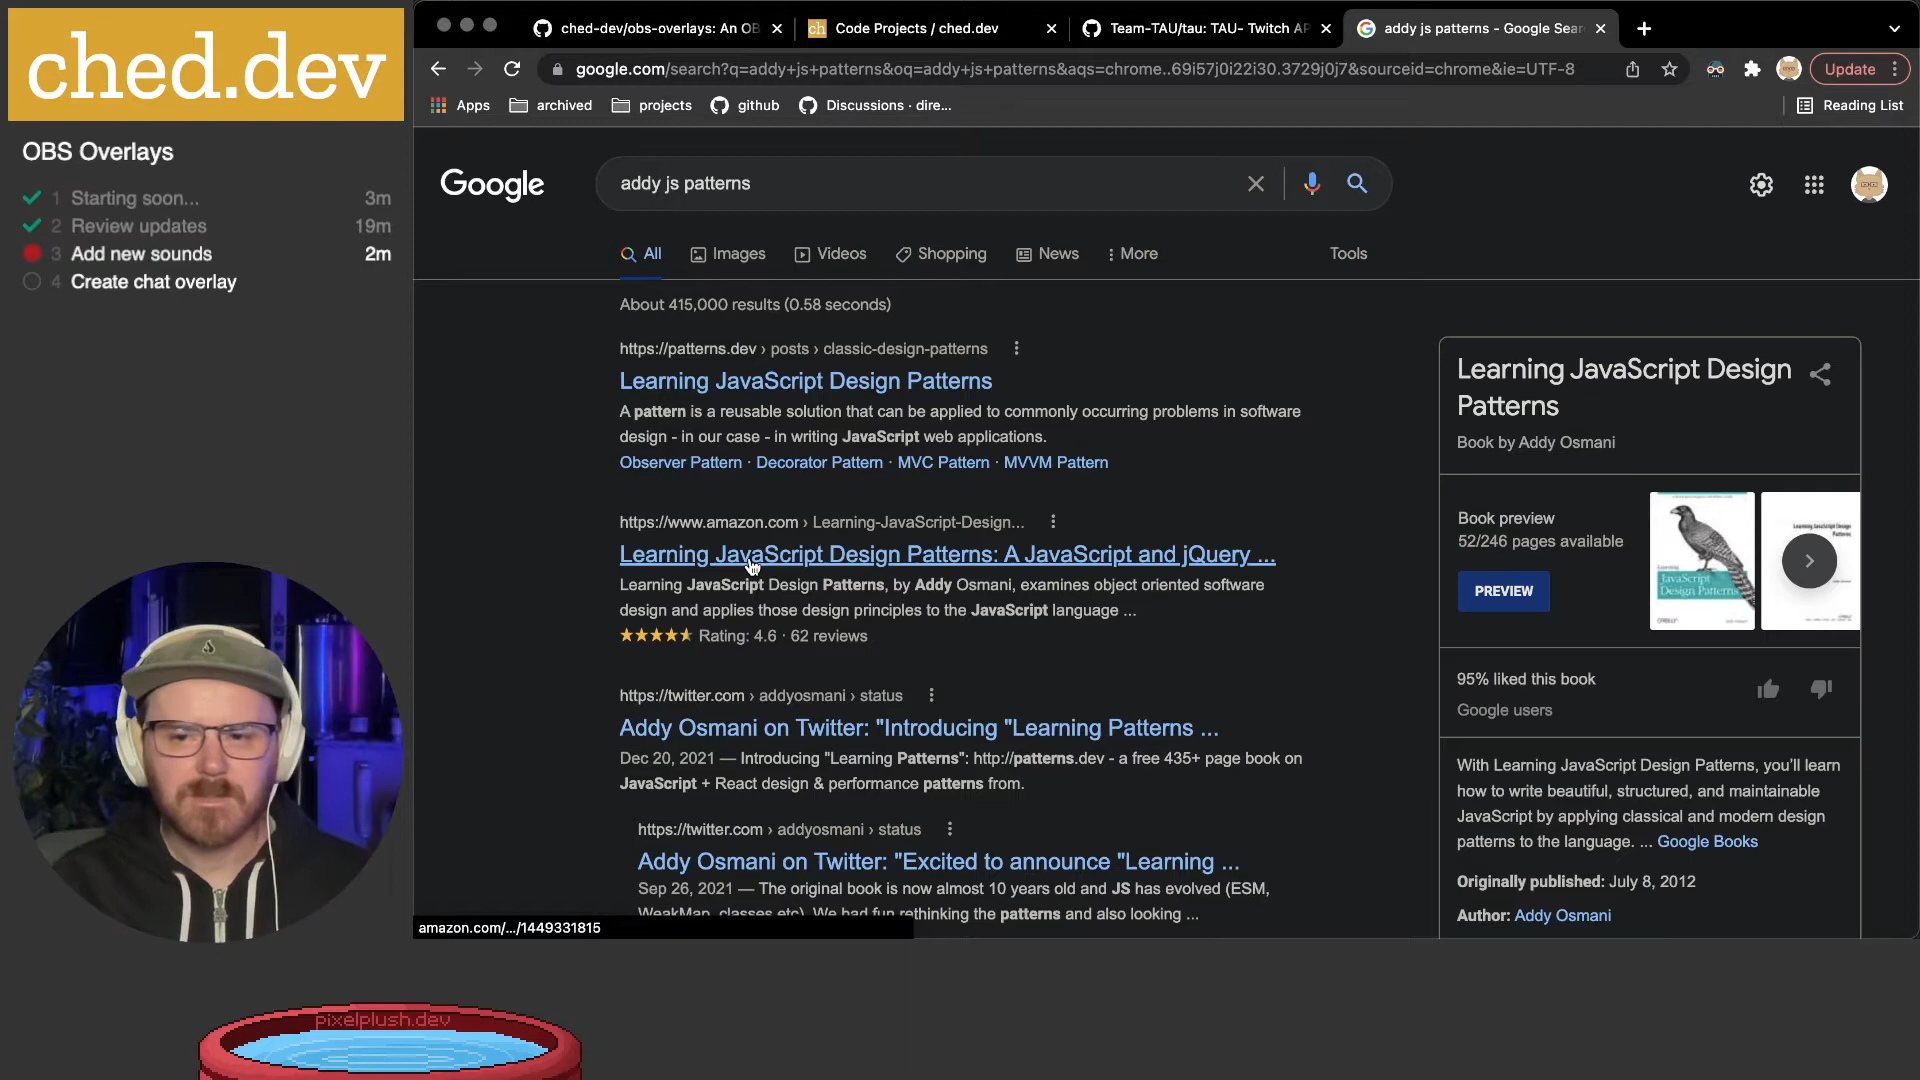 ched.dev
OBS Overlays
1 Starting soon... 3m
2 Review updates 19m
3 Add new sounds 2m
4 Create chat overlay
ched-dev/obs-overlays: An OB
Code Projects / ched.dev
Team-TAU/tau: TAU- Twitch AP
addy js patterns - Google Sear
google.com/search?q=addy+js+patterns&oq=addy+js+patterns&aqs=chrome..69i57j0i22i30.3729j0j7&sourceid=chrome&ie=UTF-8
Update
Apps
archived
projects
github
Discussions · dire...
Reading List
Google
addy js patterns
All
Images
Videos
Shopping
News
More
Tools
About 415,000 results (0.58 seconds)
https://patterns.dev › posts › classic-design-patterns
Learning JavaScript Design Patterns
A pattern is a reusable solution that can be applied to commonly occurring problems in software
design - in our case - in writing JavaScript web applications.
Observer Pattern · Decorator Pattern · MVC Pattern · MVVM Pattern
https://www.amazon.com › Learning-JavaScript-Design...
Learning JavaScript Design Patterns: A JavaScript and jQuery ...
Learning JavaScript Design Patterns, by Addy Osmani, examines object oriented software
design and applies those design principles to the JavaScript language ...
Rating: 4.6 · 62 reviews
https://twitter.com › addyosmani › status
Addy Osmani on Twitter: "Introducing "Learning Patterns ...
Dec 20, 2021 — Introducing "Learning Patterns": http://patterns.dev - a free 435+ page book on
JavaScript + React design & performance patterns from.
https://twitter.com › addyosmani › status
Addy Osmani on Twitter: "Excited to announce "Learning ...
Sep 26, 2021 — The original book is now almost 10 years old and JS has evolved (ESM,
WeakMap, classes etc). We had fun rethinking the patterns and also looking ...
amazon.com/.../1449331815
Learning JavaScript Design
Patterns
Book by Addy Osmani
Book preview
52/246 pages available
PREVIEW
Learning
JavaScript
Design Patterns
95% liked this book
Google users
With Learning JavaScript Design Patterns, you'll learn
how to write beautiful, structured, and maintainable
JavaScript by applying classical and modern design
patterns to the language. ... Google Books
Originally published: July 8, 2012
Author: Addy Osmani
pixelplush.dev